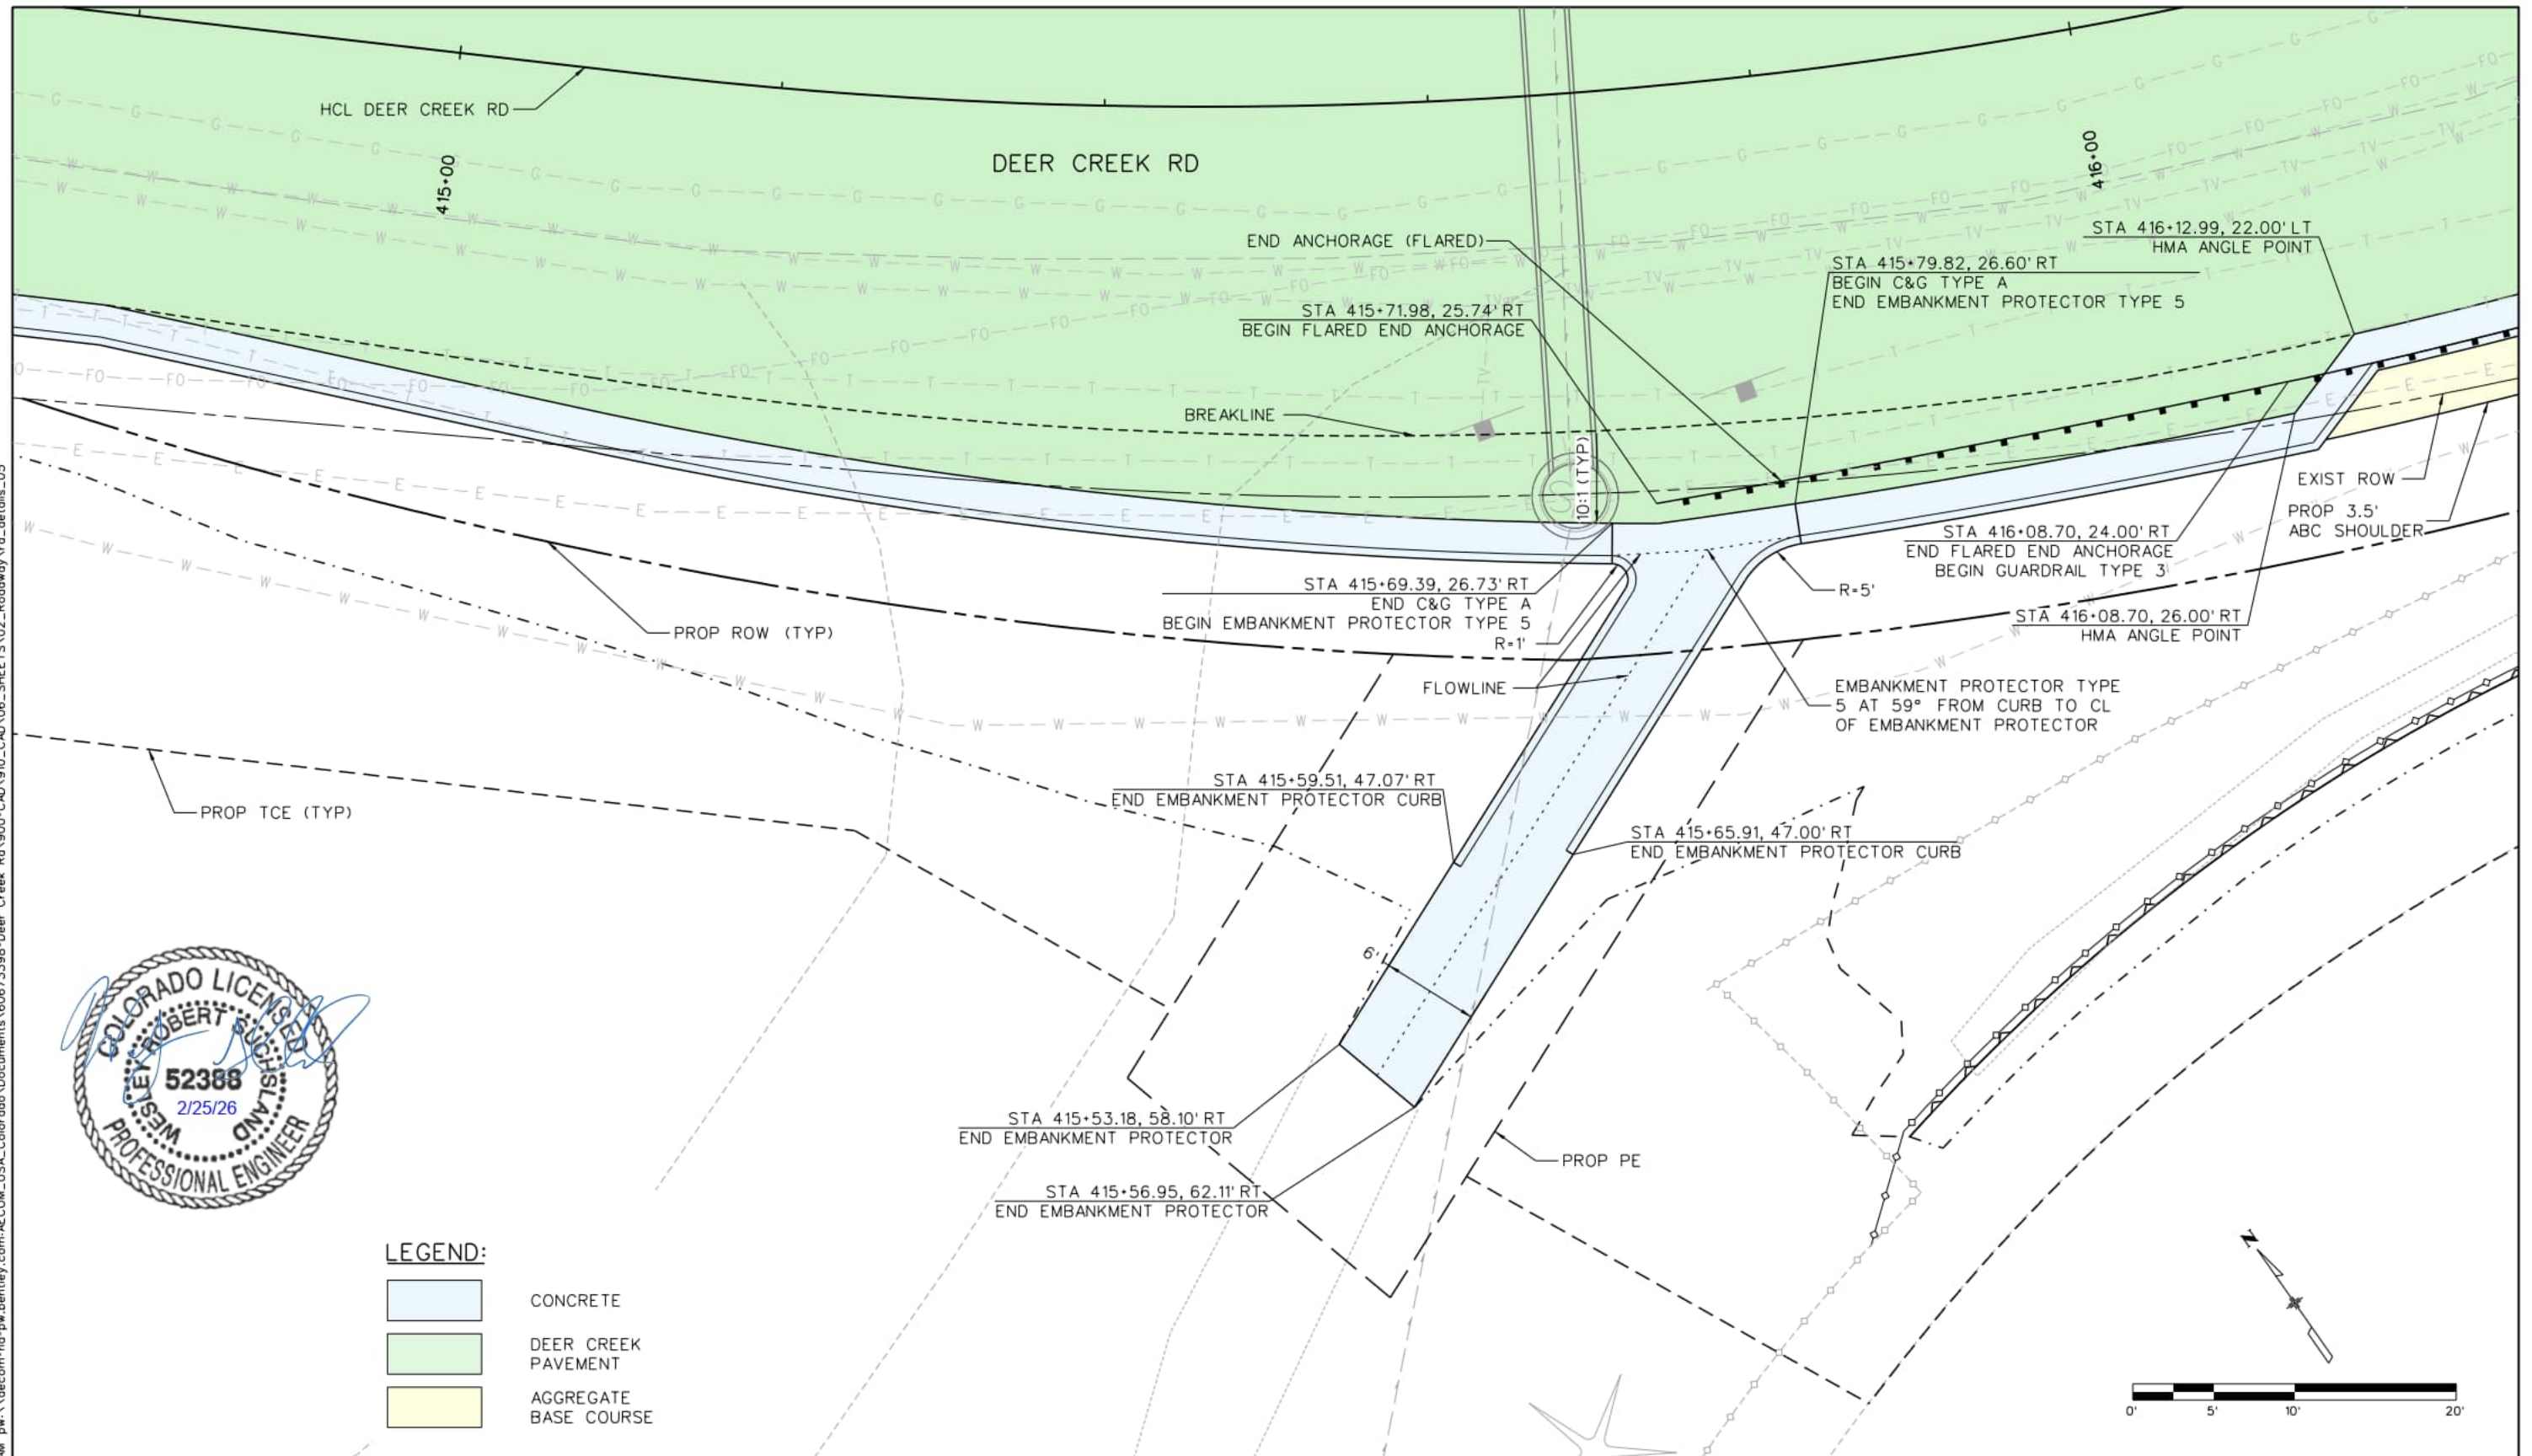 HCL DEER CREEK RD
415+00
DEER CREEK RD
416+00
END ANCHORAGE (FLARED)
STA 416+12.99, 22.00' LT
HMA ANGLE POINT
STA 415+79.82, 26.60' RT
BEGIN C&G TYPE A
END EMBANKMENT PROTECTOR TYPE 5
STA 415+71.98, 25.74' RT
BEGIN FLARED END ANCHORAGE
BREAKLINE
10:1 (TYP)
EXIST ROW
PROP 3.5'
ABC SHOULDER
STA 416+08.70, 24.00' RT
END FLARED END ANCHORAGE
BEGIN GUARDRAIL TYPE 3
STA 415+69.39, 26.73' RT
END C&G TYPE A
BEGIN EMBANKMENT PROTECTOR TYPE 5
R=1'
R=5'
STA 416+08.70, 26.00' RT
HMA ANGLE POINT
PROP ROW (TYP)
FLOWLINE
EMBANKMENT PROTECTOR TYPE
5 AT 59° FROM CURB TO CL
OF EMBANKMENT PROTECTOR
STA 415+59.51, 47.07' RT
END EMBANKMENT PROTECTOR CURB
PROP TCE (TYP)
STA 415+65.91, 47.00' RT
END EMBANKMENT PROTECTOR CURB
6'
COLORADO LICENSED
WESLEY ROBERT SUCHSLAND
52388
2/25/26
PROFESSIONAL ENGINEER
STA 415+53.18, 58.10' RT
END EMBANKMENT PROTECTOR
PROP PE
STA 415+56.95, 62.11' RT
END EMBANKMENT PROTECTOR
N
LEGEND:
CONCRETE
DEER CREEK
PAVEMENT
AGGREGATE
BASE COURSE
0' 5' 10' 20'